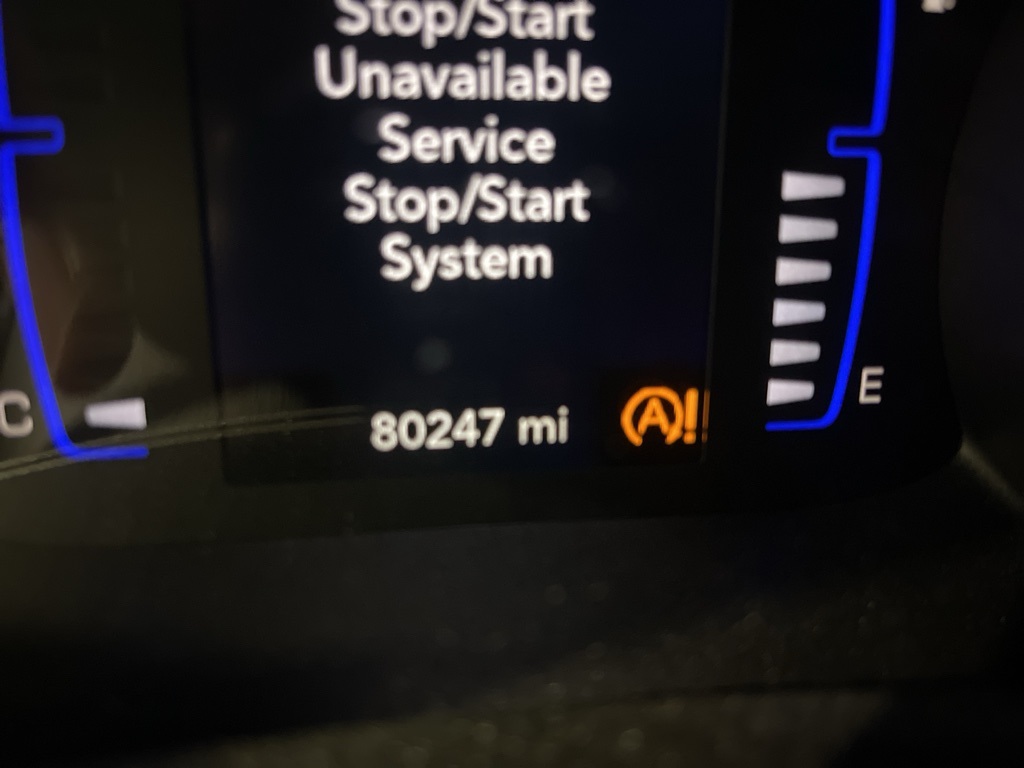 Stop/Start
Unavailable
Service
Stop/Start
System
C
80247 mi
A!
E